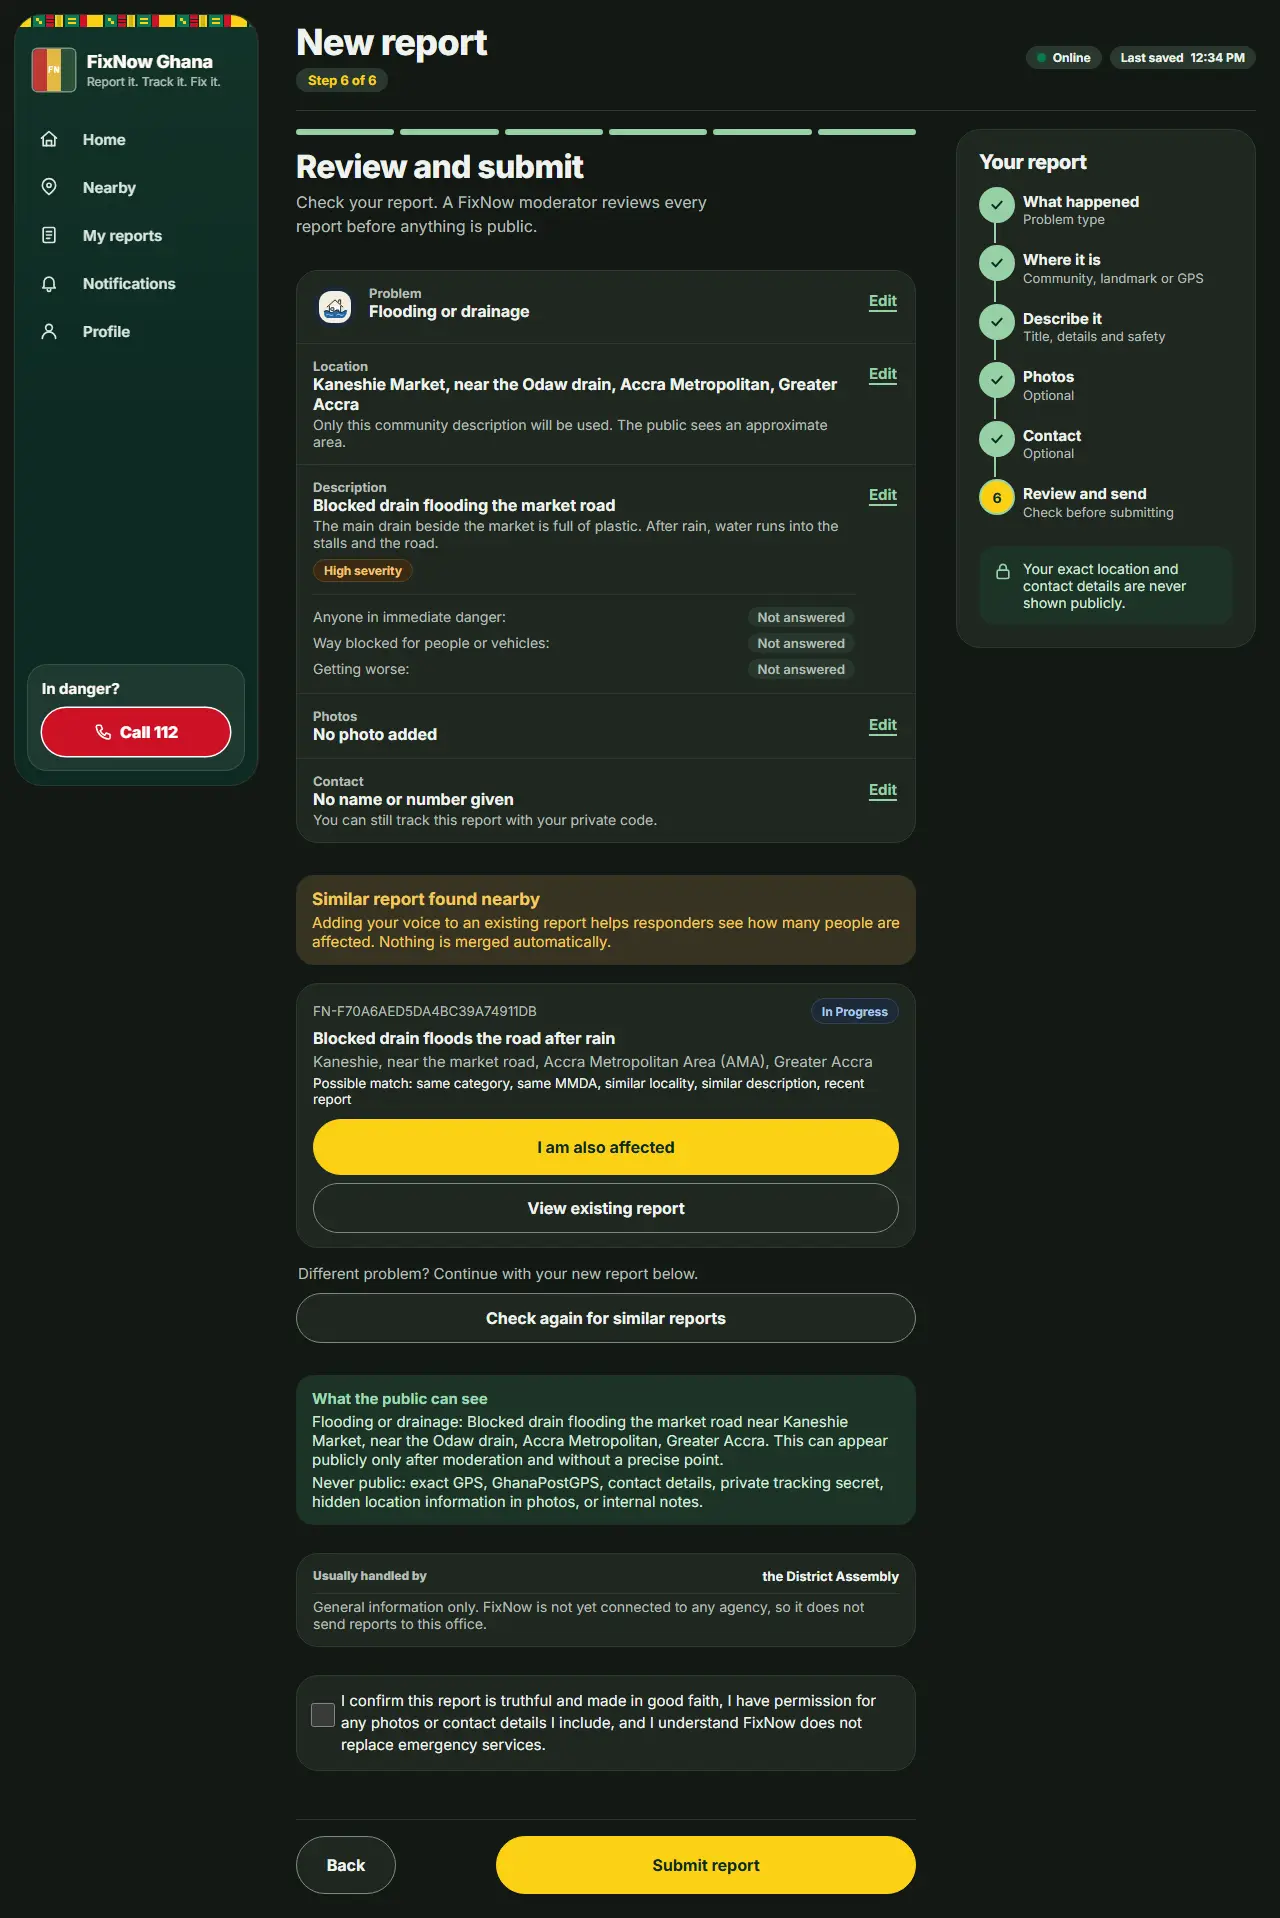 FN
FixNow Ghana
Report it. Track it. Fix it.
Home
Nearby
My reports
Notifications
Profile
In danger?
Call 112
New report
Step 6 of 6
Online
Last saved 12:34 PM
Review and submit
Check your report. A FixNow moderator reviews every
report before anything is public.
Problem
Flooding or drainage
Edit
Location
Kaneshie Market, near the Odaw drain, Accra Metropolitan, Greater
Accra
Only this community description will be used. The public sees an approximate
area.
Edit
Description
Blocked drain flooding the market road
The main drain beside the market is full of plastic. After rain, water runs into the
stalls and the road.
High severity
Edit
Anyone in immediate danger: Not answered
Way blocked for people or vehicles: Not answered
Getting worse: Not answered
Photos
No photo added
Edit
Contact
No name or number given
You can still track this report with your private code.
Edit
Similar report found nearby
Adding your voice to an existing report helps responders see how many people are
affected. Nothing is merged automatically.
FN-F70A6AED5DA4BC39A74911DB
In Progress
Blocked drain floods the road after rain
Kaneshie, near the market road, Accra Metropolitan Area (AMA), Greater Accra
Possible match: same category, same MMDA, similar locality, similar description, recent
report
I am also affected
View existing report
Different problem? Continue with your new report below.
Check again for similar reports
What the public can see
Flooding or drainage: Blocked drain flooding the market road near Kaneshie
Market, near the Odaw drain, Accra Metropolitan, Greater Accra. This can appear
publicly only after moderation and without a precise point.
Never public: exact GPS, GhanaPostGPS, contact details, private tracking secret,
hidden location information in photos, or internal notes.
Usually handled by
the District Assembly
General information only. FixNow is not yet connected to any agency, so it does not
send reports to this office.
I confirm this report is truthful and made in good faith, I have permission for
any photos or contact details I include, and I understand FixNow does not
replace emergency services.
Back
Submit report
Your report
What happened
Problem type
Where it is
Community, landmark or GPS
Describe it
Title, details and safety
Photos
Optional
Contact
Optional
6
Review and send
Check before submitting
Your exact location and
contact details are never
shown publicly.